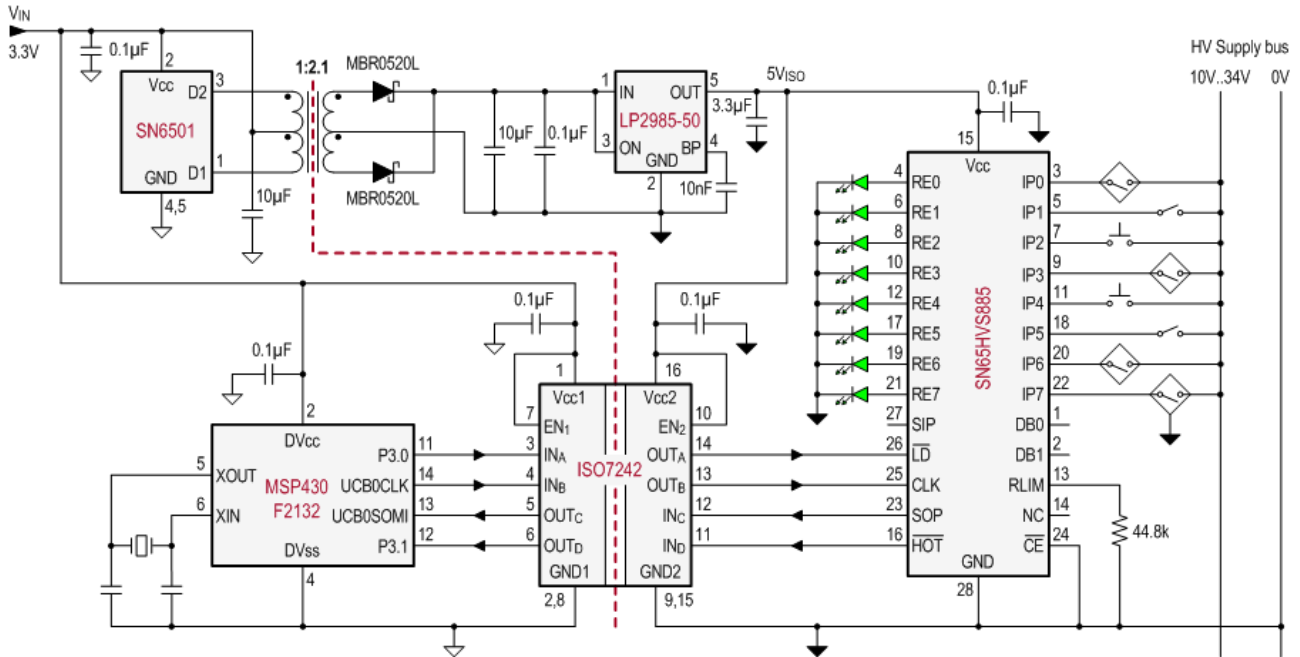 VIN
3.3V
0.1µF
2
Vcc
3
D2
SN6501
1
D1
GND
4,5
10µF
1:2.1
MBR0520L
MBR0520L
10µF
0.1µF
1
IN
OUT
5
LP2985-50
3
ON
BP
4
GND
2
10nF
3.3µF
5VISO
0.1µF
HV Supply bus
10V..34V
0V
15
Vcc
4
RE0
IP0
3
6
RE1
IP1
5
8
RE2
IP2
7
10
RE3
IP3
9
12
RE4
IP4
11
17
RE5
IP5
18
19
RE6
IP6
20
21
RE7
IP7
22
27
SIP
DB0
1
26
LD
DB1
2
25
CLK
RLIM
13
23
SOP
NC
14
16
HOT
CE
24
GND
28
SN65HVS885
44.8k
0.1µF
0.1µF
0.1µF
1
16
Vcc1
Vcc2
7
EN1
EN2
10
3
INA
OUTA
14
4
INB
OUTB
13
ISO7242
5
OUTC
INC
12
6
OUTD
IND
11
GND1
GND2
2,8
9,15
2
DVcc
5
XOUT
P3.0
11
MSP430
F2132
UCB0CLK
14
6
XIN
UCB0SOMI
13
P3.1
12
DVss
4